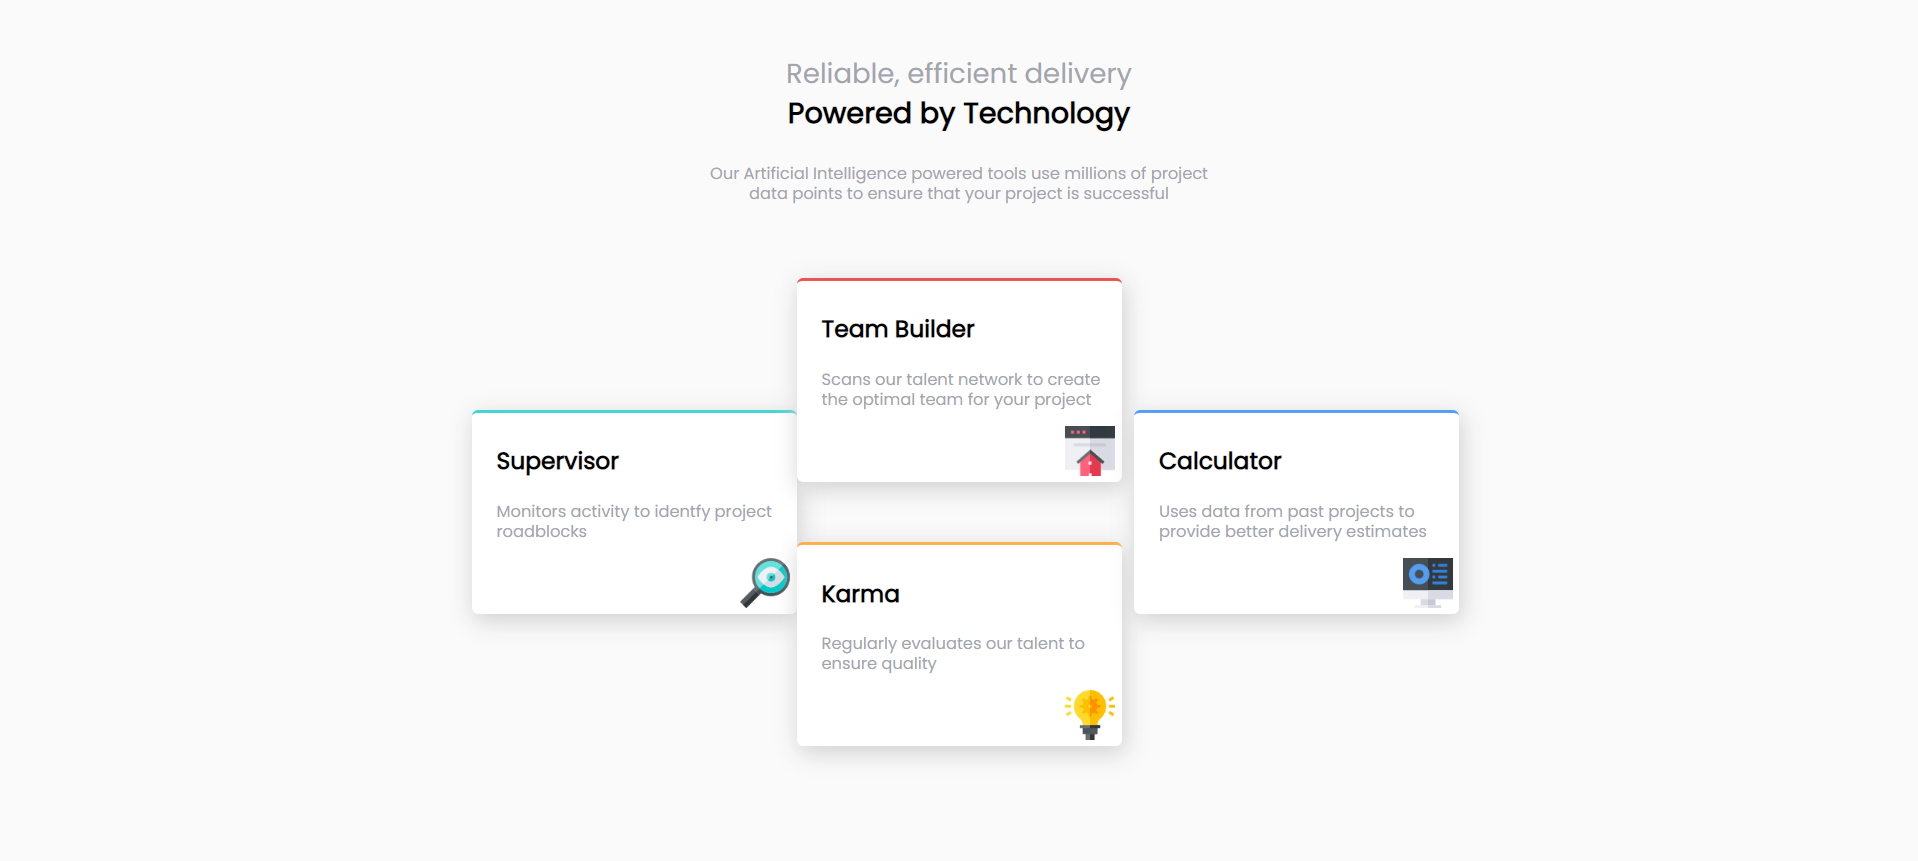 Reliable, efficient delivery
Powered by Technology
Our Artificial Intelligence powered tools use millions of project
data points to ensure that your project is successful
Team Builder
Scans our talent network to create
the optimal team for your project
Supervisor
Monitors activity to identfy project
roadblocks
Calculator
Uses data from past projects to
provide better delivery estimates
Karma
Regularly evaluates our talent to
ensure quality